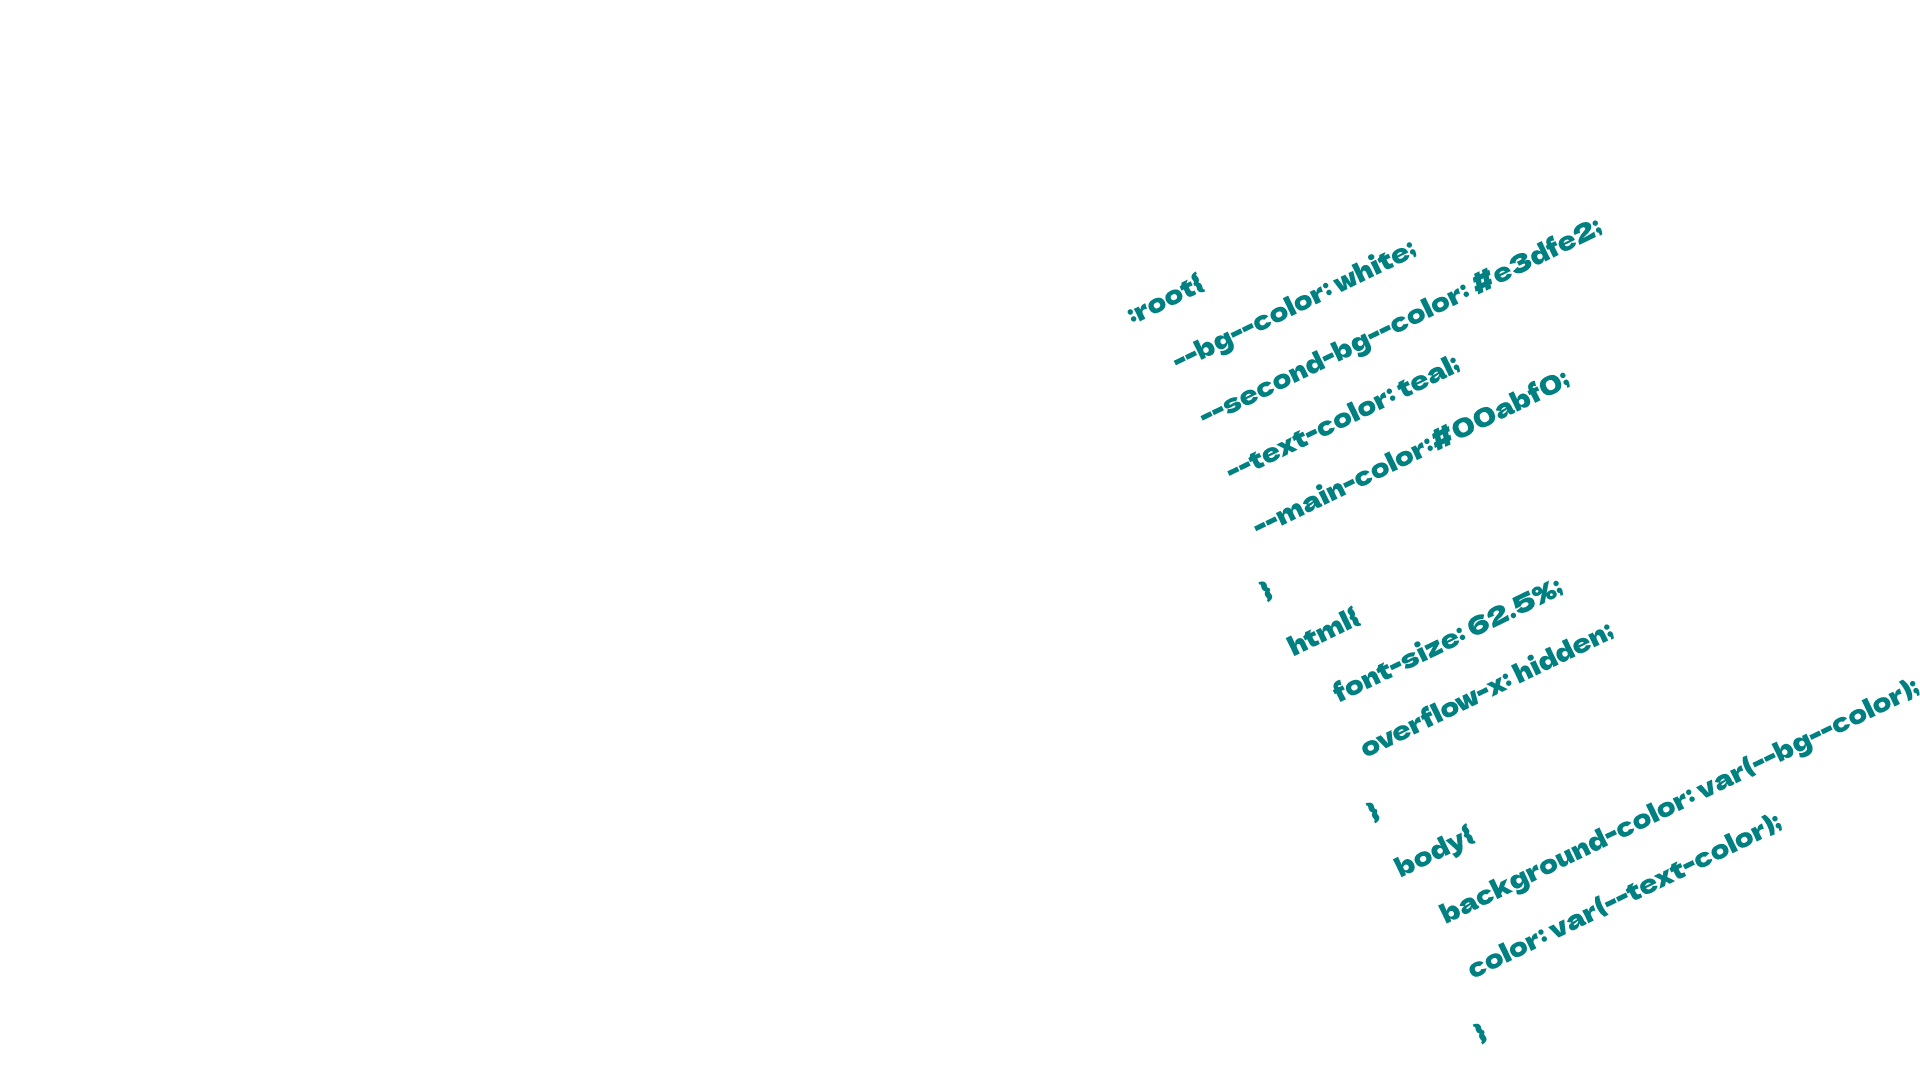 :root{
--bg--color: white;
--second-bg--color: #e3dfe2;
--text-color: teal;
--main-color:#00abf0;
}
html{
font-size: 62.5%;
overflow-x: hidden;
}
body{
background-color: var(--bg--color);
color: var(--text-color);
}